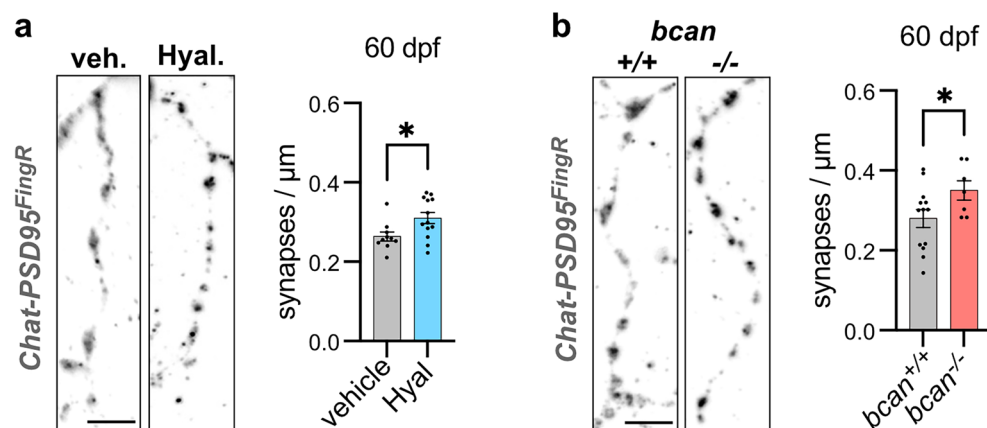 a
veh.
Hyal.
Chat-PSD95FingR
60 dpf
synapses / µm
0.6
0.4
0.2
0.0
*
vehicle
Hyal
b
bcan
+/+
-/-
Chat-PSD95FingR
60 dpf
synapses / µm
0.6
0.4
0.2
0.0
*
bcan+/+
bcan-/-